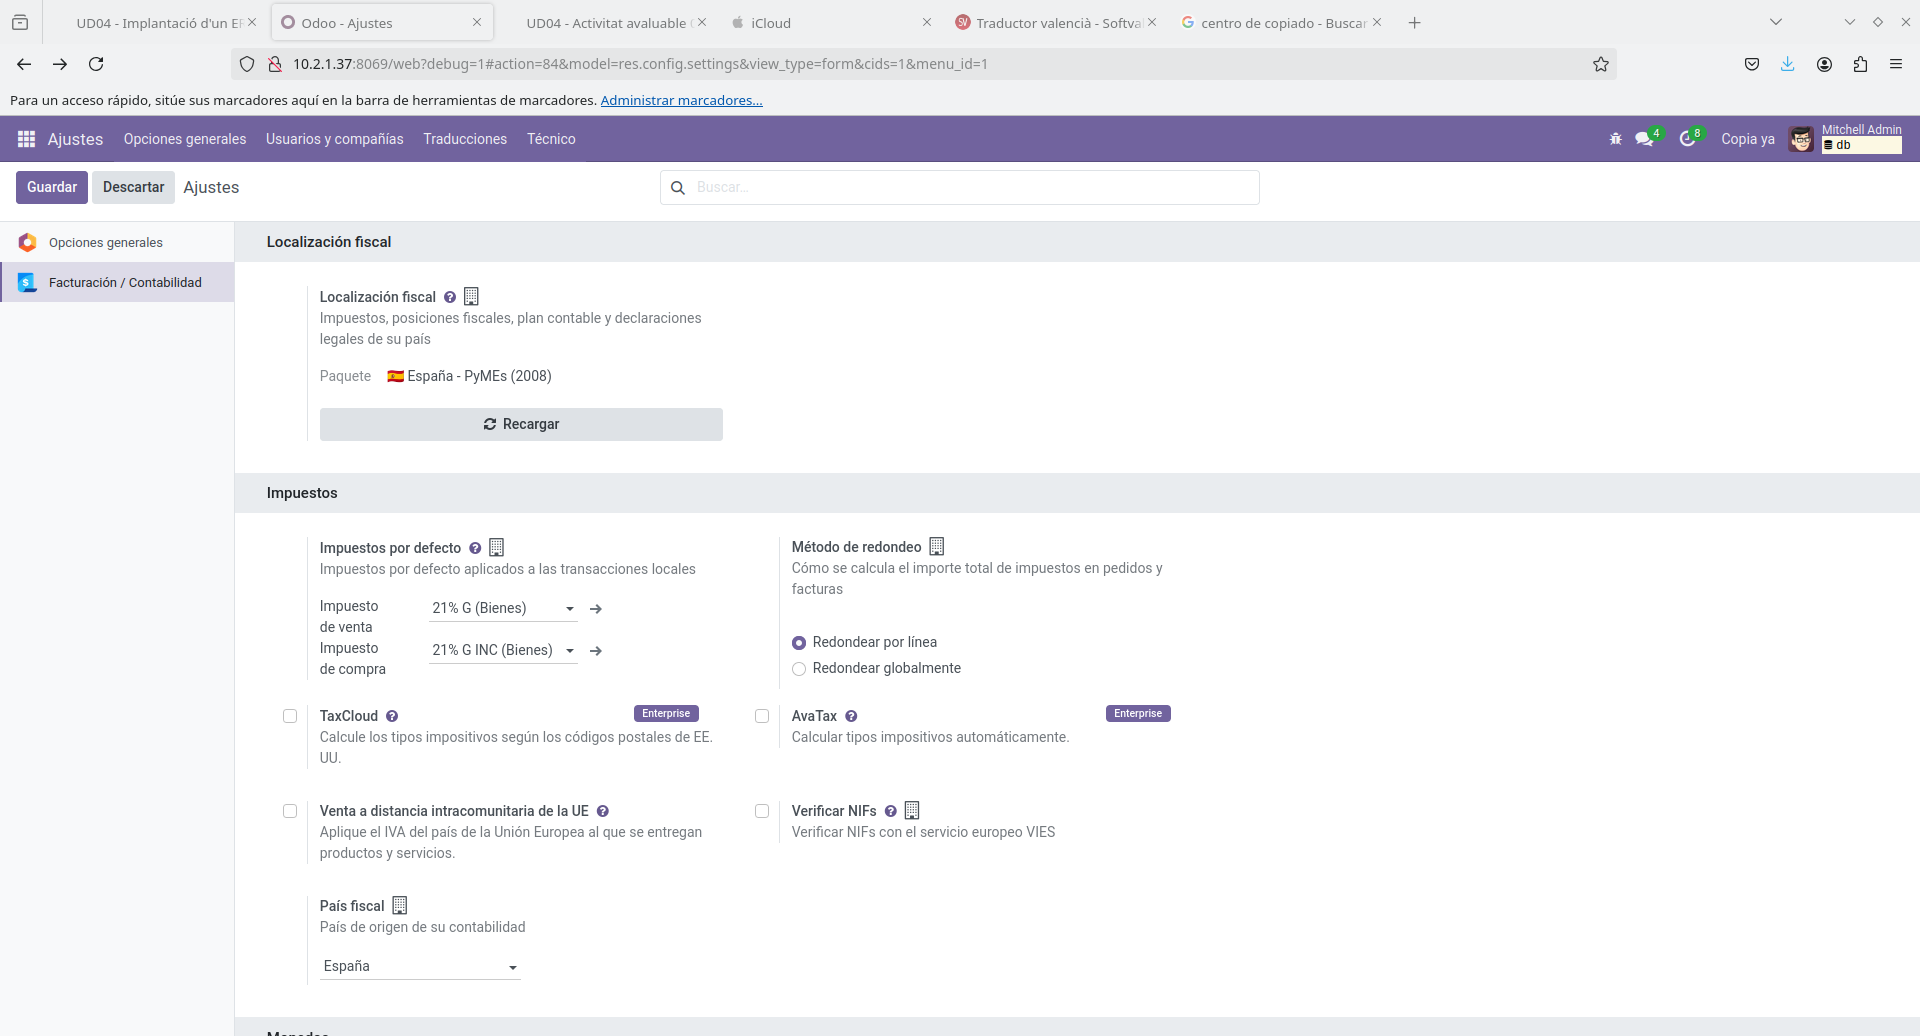 UD04 - Implantació d'un ER
Odoo - Ajustes
UD04 - Activitat avaluable
iCloud
SV
Traductor valencià - Softva
G
centro de copiado - Buscar
10.2.1.37:8069/web?debug=1#action=84&model=res.config.settings&view_type=form&cids=1&menu_id=1
Para un acceso rápido, sitúe sus marcadores aquí en la barra de herramientas de marcadores. Administrar marcadores...
Ajustes
Opciones generales
Usuarios y compañías
Traducciones
Técnico
4
8
Copia ya
Mitchell Admin
db
Guardar
Descartar
Ajustes
Buscar...
Opciones generales
Facturación / Contabilidad
Localización fiscal
Localización fiscal
Impuestos, posiciones fiscales, plan contable y declaraciones
legales de su país
Paquete
España - PyMEs (2008)
Recargar
Impuestos
Impuestos por defecto
Impuestos por defecto aplicados a las transacciones locales
Impuesto
de venta
21% G (Bienes)
Impuesto
de compra
21% G INC (Bienes)
Método de redondeo
Cómo se calcula el importe total de impuestos en pedidos y
facturas
Redondear por línea
Redondear globalmente
TaxCloud
Enterprise
Calcule los tipos impositivos según los códigos postales de EE.
UU.
AvaTax
Enterprise
Calcular tipos impositivos automáticamente.
Venta a distancia intracomunitaria de la UE
Aplique el IVA del país de la Unión Europea al que se entregan
productos y servicios.
Verificar NIFs
Verificar NIFs con el servicio europeo VIES
País fiscal
País de origen de su contabilidad
España